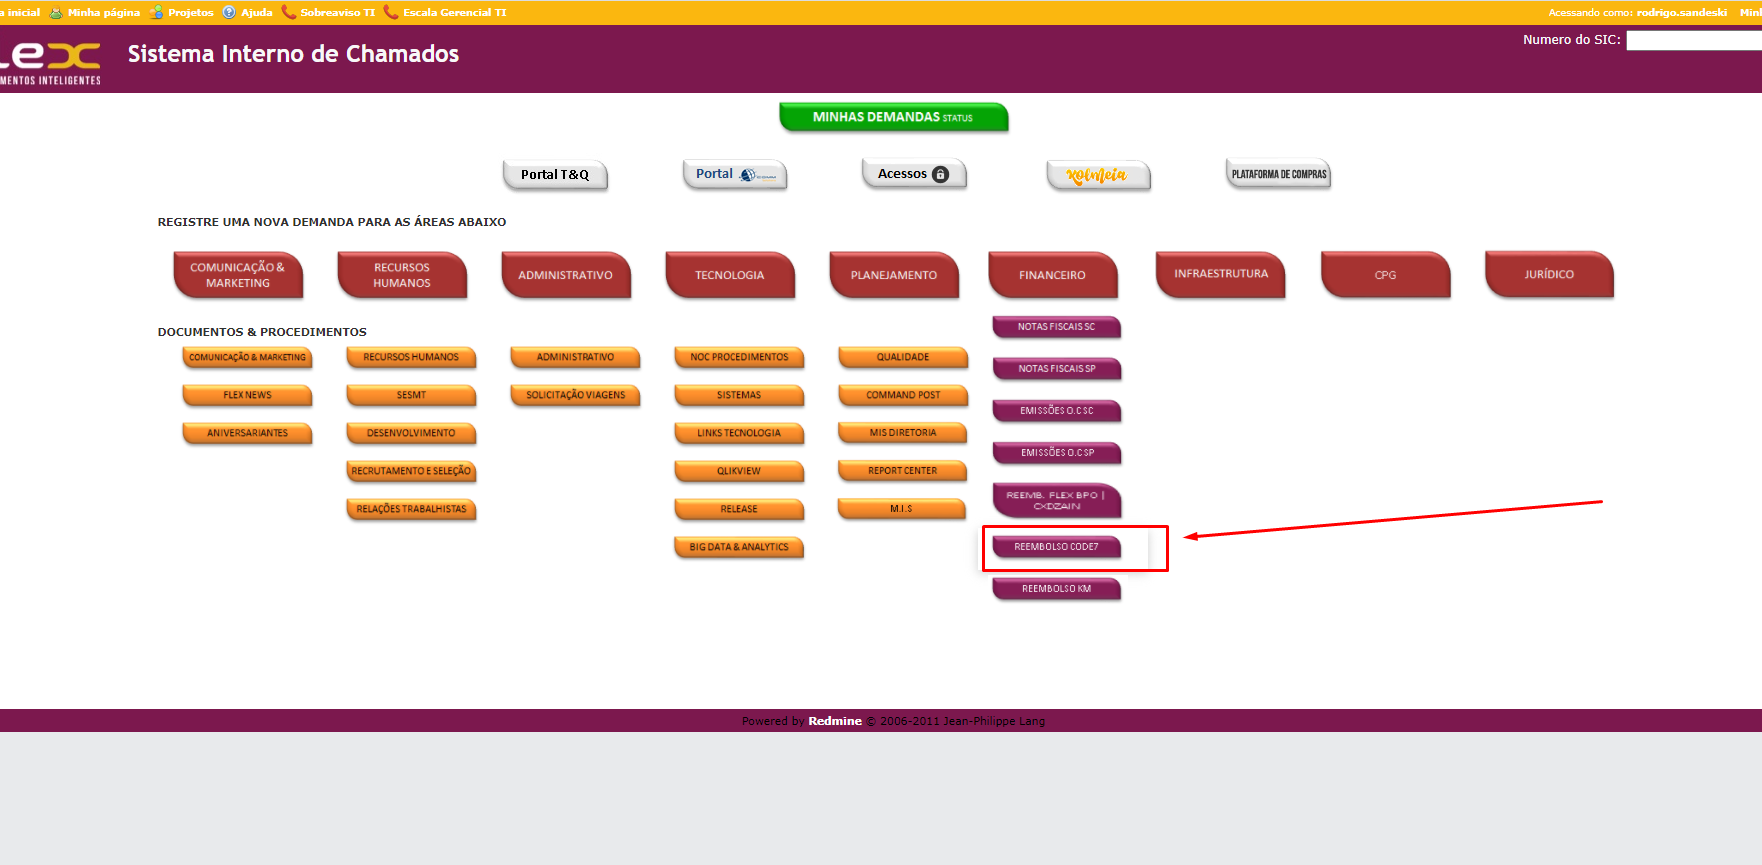 a inicial Minha página Projetos Ajuda Sobreaviso TI Escala Gerencial TI
Acessando como: rodrigo.sandeski
Sistema Interno de Chamados
Numero do SIC:
MENTOS INTELIGENTES
MINHAS DEMANDAS STATUS
Portal T&Q
Portal
Acessos
Kolmeia
PLATAFORMA DE COMPRAS
REGISTRE UMA NOVA DEMANDA PARA AS ÁREAS ABAIXO
COMUNICAÇÃO &
MARKETING
RECURSOS
HUMANOS
ADMINISTRATIVO
TECNOLOGIA
PLANEJAMENTO
FINANCEIRO
INFRAESTRUTURA
CPG
JURÍDICO
DOCUMENTOS & PROCEDIMENTOS
COMUNICAÇÃO & MARKETING
FLEX NEWS
ANIVERSARIANTES
RECURSOS HUMANOS
SESMT
DESENVOLVIMENTO
RECRUTAMENTO E SELEÇÃO
RELAÇÕES TRABALHISTAS
ADMINISTRATIVO
SOLICITAÇÃO VIAGENS
NOC PROCEDIMENTOS
SISTEMAS
LINKS TECNOLOGIA
QLIKVIEW
RELEASE
BIG DATA & ANALYTICS
QUALIDADE
COMMAND POST
MIS DIRETORIA
REPORT CENTER
M.I.S
NOTAS FISCAIS SC
NOTAS FISCAIS SP
EMISSÕES O.C SC
EMISSÕES O.C SP
REEMB. FLEX BPO |
CXDZAIN
REEMBOLSO CODE7
REEMBOLSO KM
Powered by Redmine © 2006-2011 Jean-Philippe Lang